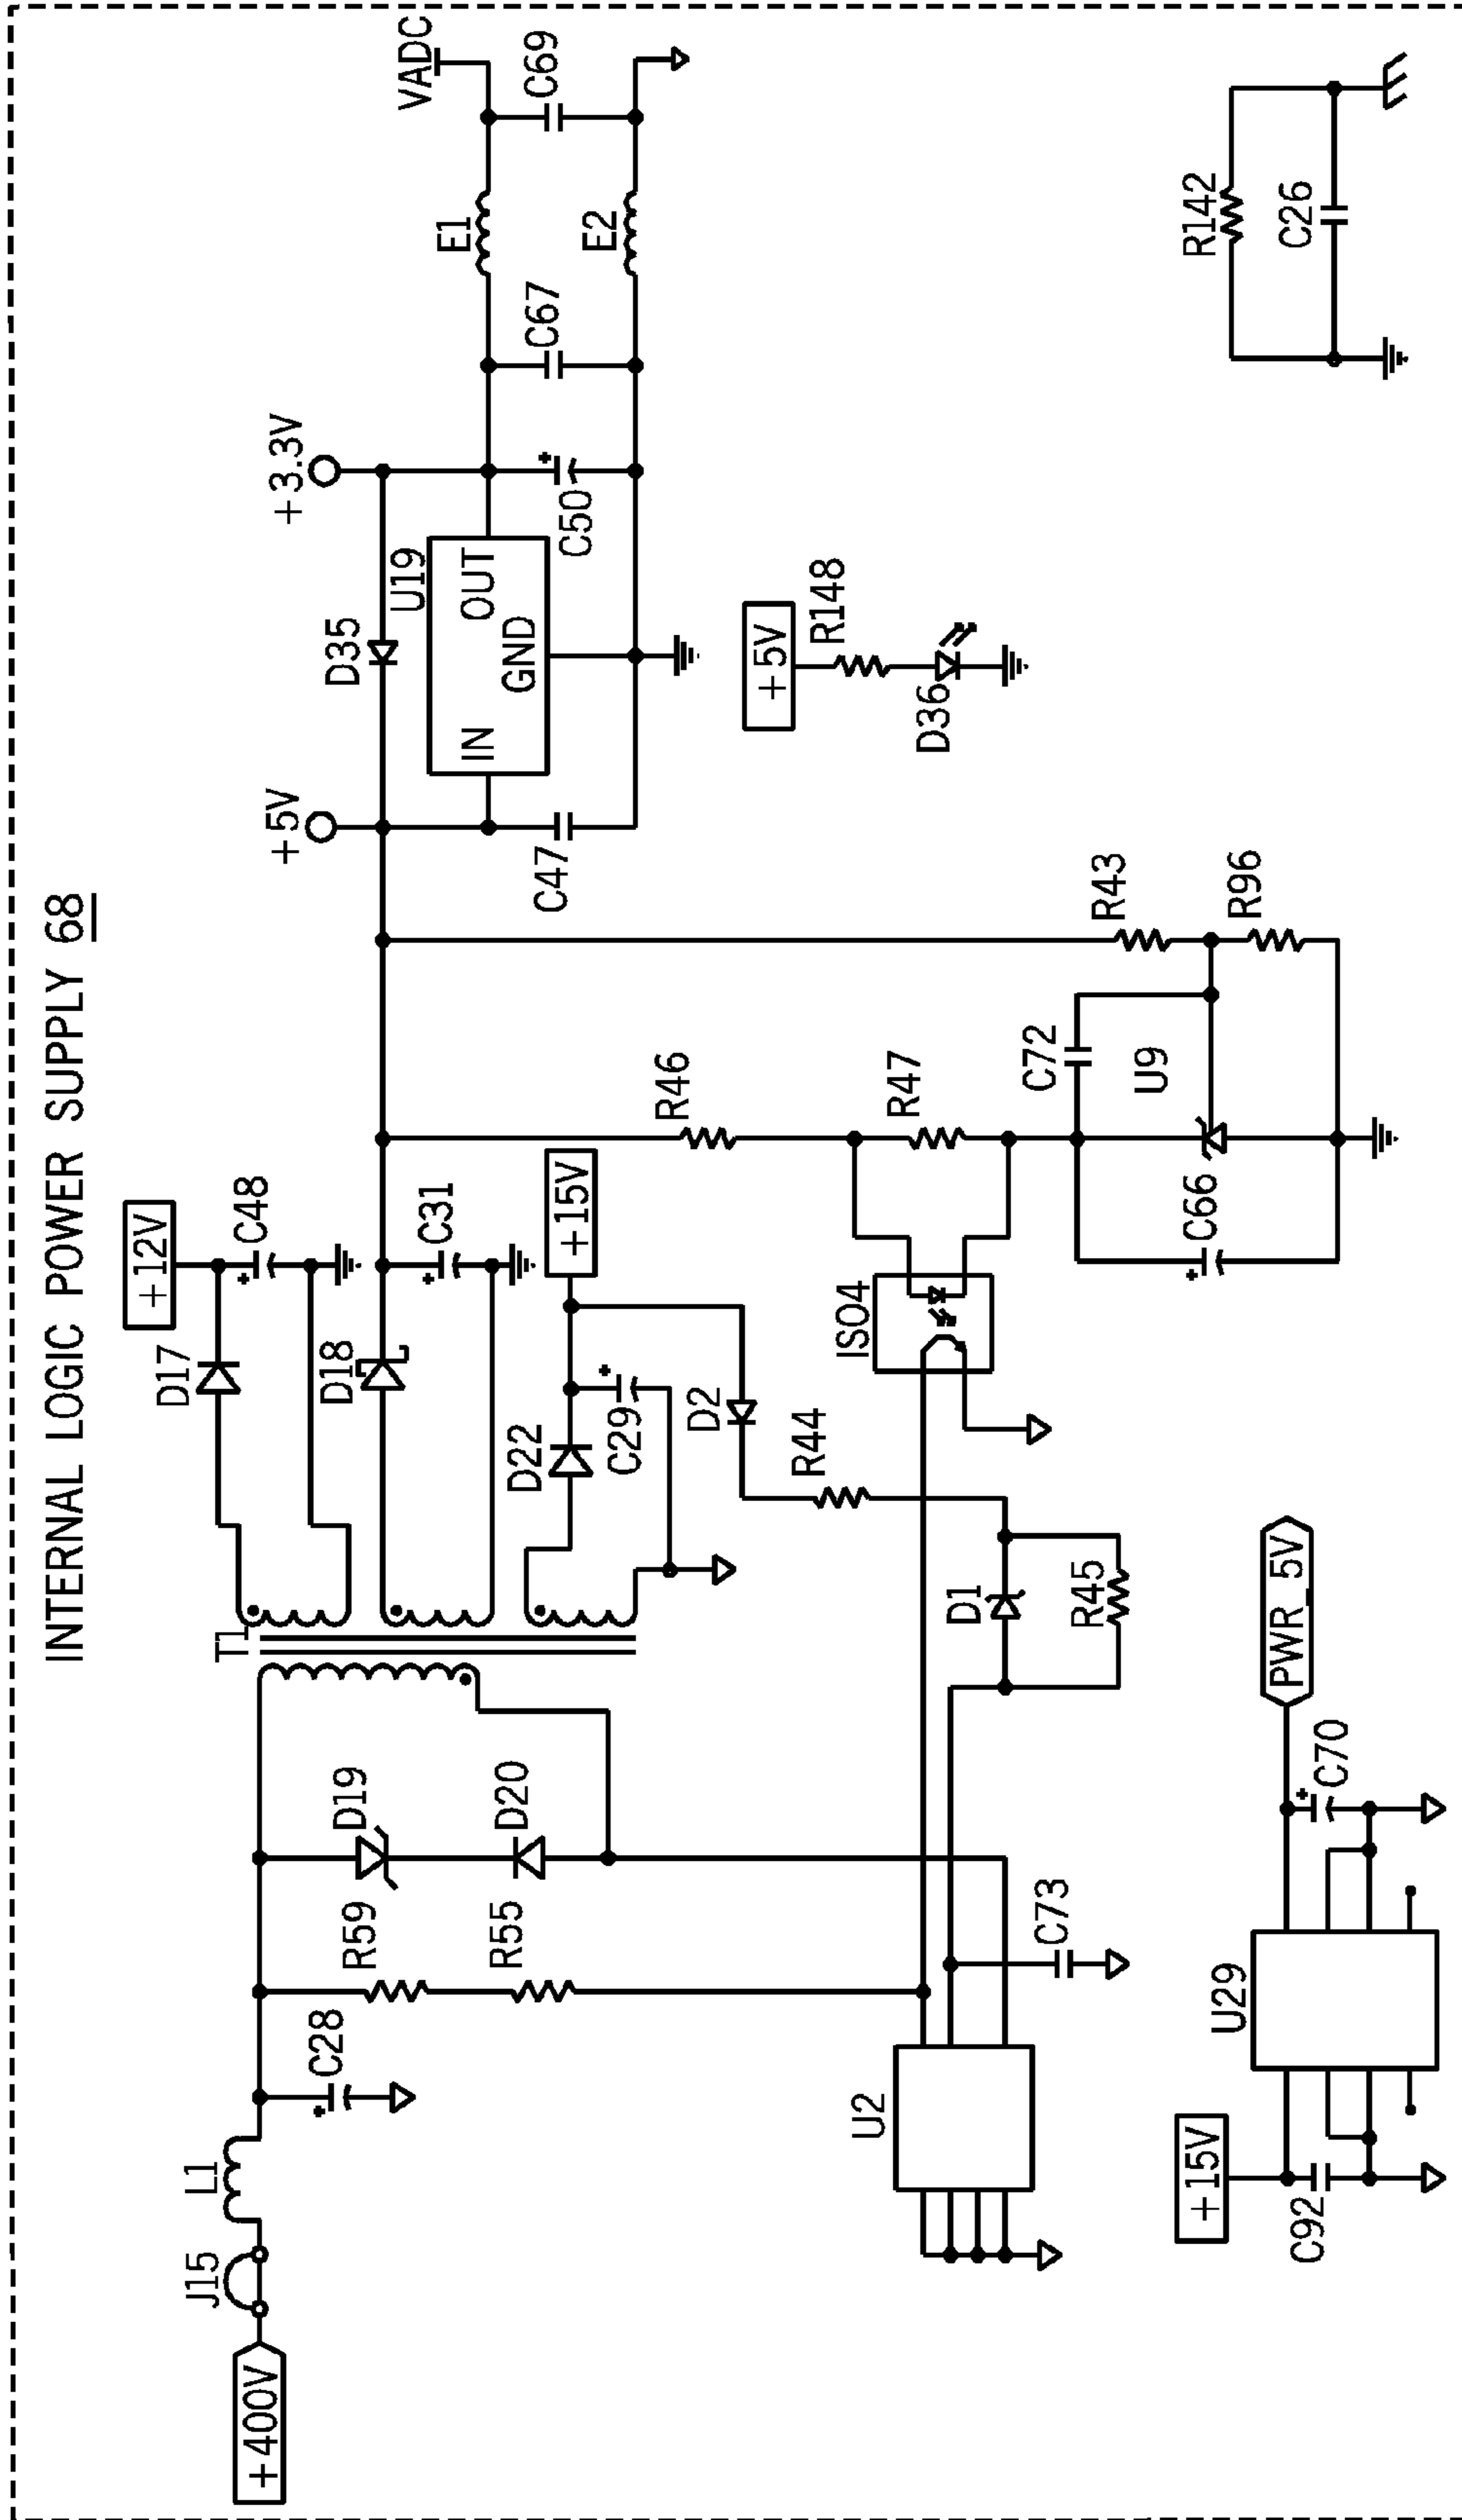 INTERNAL LOGIC POWER SUPPLY 68
+400V
J15
L1
C28
R59
R55
D19
D20
T1
D17
+12V
C48
D18
C31
D22
+15V
C29
D2
R44
R46
R47
ISO4
C72
U9
C66
R43
R96
+5V
C47
D35
U19
IN
OUT
GND
+3.3V
C50
C67
E1
E2
VADC
C69
+5V
R148
D36
R142
C26
U2
C73
D1
R45
+15V
C92
U29
C70
PWR_5V